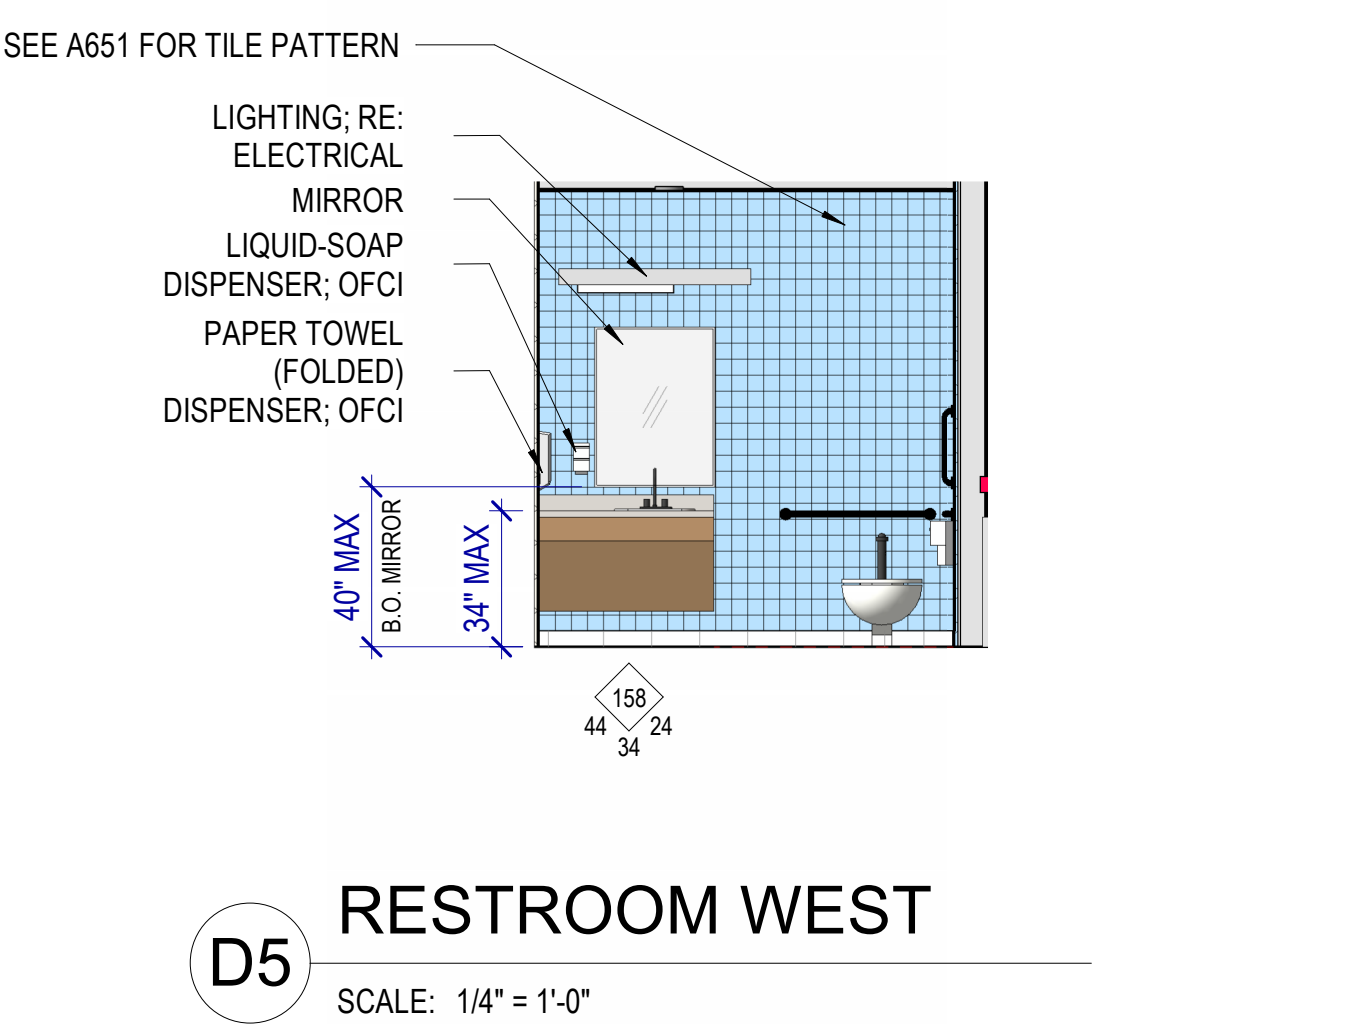 SEE A651 FOR TILE PATTERN
LIGHTING; RE:
ELECTRICAL
MIRROR
LIQUID-SOAP
DISPENSER; OFCI
PAPER TOWEL
(FOLDED)
DISPENSER; OFCI
40" MAX
B.O. MIRROR
34" MAX
158
44
24
34
RESTROOM WEST
D5
SCALE: 1/4" = 1'-0"